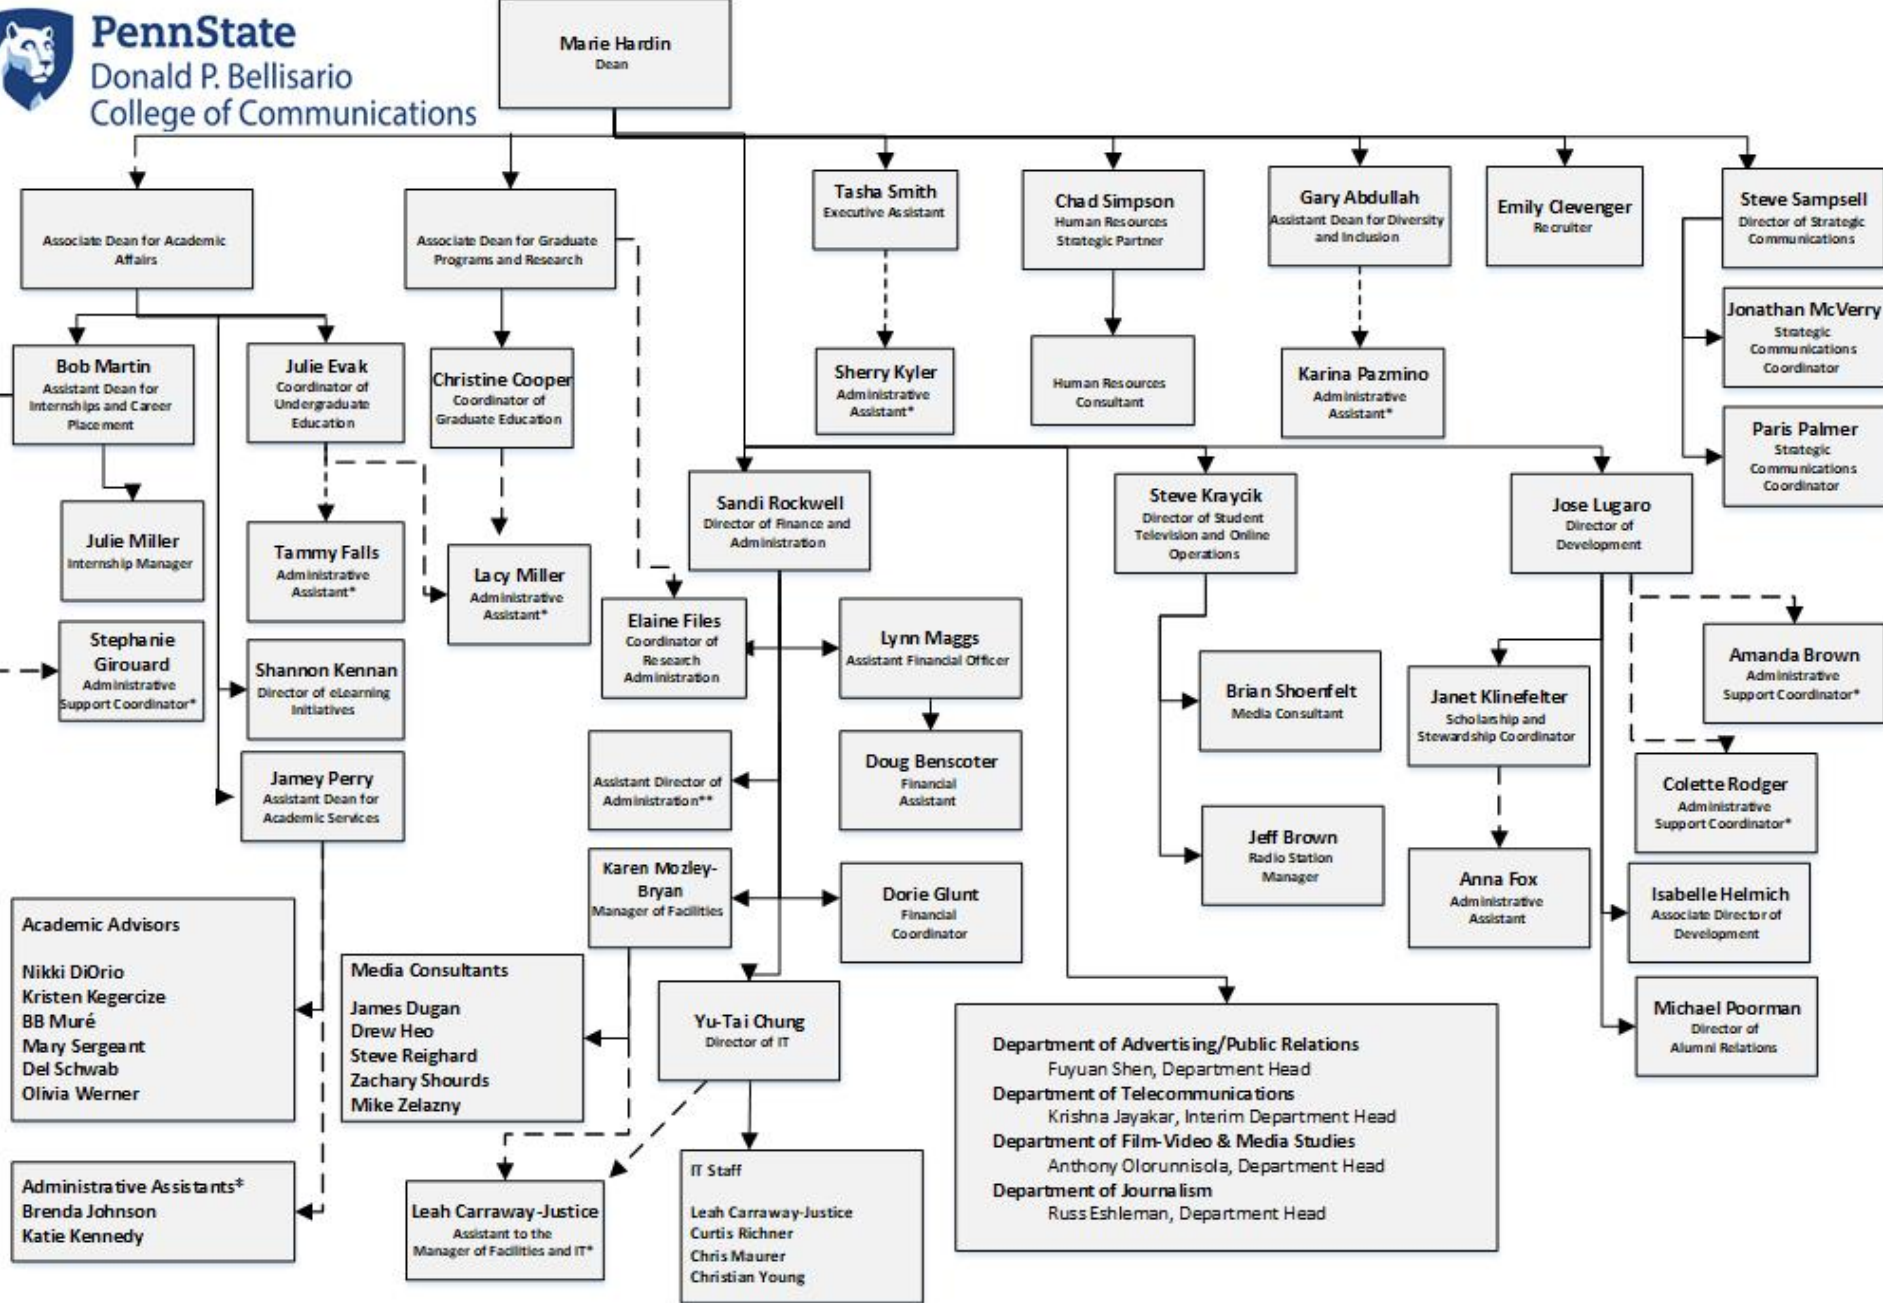 PennState
Donald P. Bellisario
College of Communications
Marie Hardin
Dean
Associate Dean for Academic
Affairs
Associate Dean for Graduate
Programs and Research
Tasha Smith
Executive Assistant
Chad Simpson
Human Resources
Strategic Partner
Gary Abdullah
Assistant Dean for Diversity
and Inclusion
Emily Clevenger
Recruiter
Steve Sampsell
Director of Strategic
Communications
Jonathan McVerry
Strategic
Communications
Coordinator
Paris Palmer
Strategic
Communications
Coordinator
Bob Martin
Assistant Dean for
Internships and Career
Placement
Julie Evak
Coordinator of
Undergraduate
Education
Christine Cooper
Coordinator of
Graduate Education
Sherry Kyler
Administrative
Assistant*
Human Resources
Consultant
Karina Pazmino
Administrative
Assistant*
Julie Miller
Internship Manager
Tammy Falls
Administrative
Assistant*
Lacy Miller
Administrative
Assistant*
Sandi Rockwell
Director of Finance and
Administration
Steve Kraycik
Director of Student
Television and Online
Operations
Jose Lugaro
Director of
Development
Stephanie
Girouard
Administrative
Support Coordinator*
Shannon Kennan
Director of eLearning
Initiatives
Elaine Files
Coordinator of
Research
Administration
Lynn Maggs
Assistant Financial Officer
Brian Shoenfelt
Media Consultant
Janet Klinefelter
Scholarship and
Stewardship Coordinator
Amanda Brown
Administrative
Support Coordinator*
Jamey Perry
Assistant Dean for
Academic Services
Assistant Director of
Administration**
Doug Benscoter
Financial
Assistant
Colette Rodger
Administrative
Support Coordinator*
Jeff Brown
Radio Station
Manager
Karen Mozley-
Bryan
Manager of Facilities
Dorie Glunt
Financial
Coordinator
Anna Fox
Administrative
Assistant
Isabelle Helmich
Associate Director of
Development
Michael Poorman
Director of
Alumni Relations
Academic Advisors
Nikki DiOrio
Kristen Kegercize
BB Muré
Mary Sergeant
Del Schwab
Olivia Werner
Media Consultants
James Dugan
Drew Heo
Steve Reighard
Zachary Shourds
Mike Zelazny
Yu-Tai Chung
Director of IT
Department of Advertising/Public Relations
Fuyuan Shen, Department Head
Department of Telecommunications
Krishna Jayakar, Interim Department Head
Department of Film-Video & Media Studies
Anthony Olorunnisola, Department Head
Department of Journalism
Russ Eshleman, Department Head
Administrative Assistants*
Brenda Johnson
Katie Kennedy
Leah Carraway-Justice
Assistant to the
Manager of Facilities and IT*
IT Staff
Leah Carraway-Justice
Curtis Richner
Chris Maurer
Christian Young